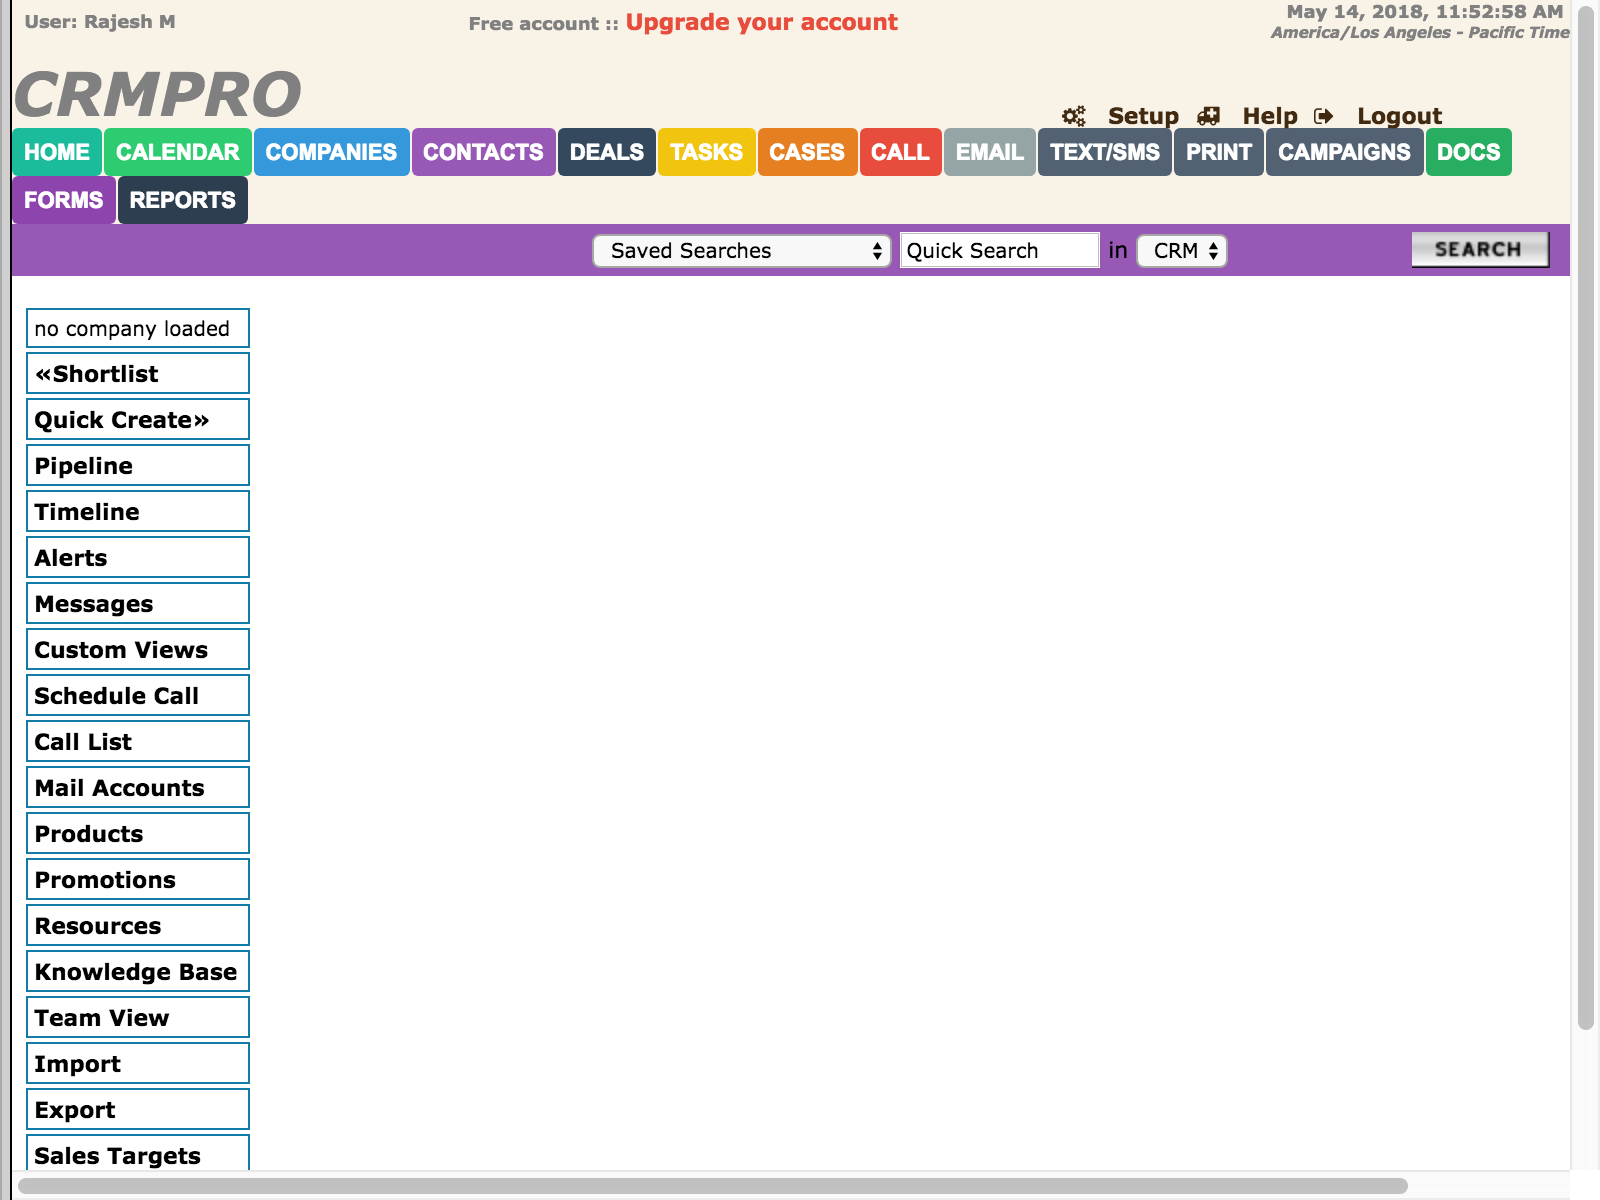 User: Rajesh M
Free account :: Upgrade your account
May 14, 2018, 11:52:58 AM
America/Los Angeles - Pacific Time
CRMPRO
Setup Help Logout
HOME CALENDAR COMPANIES CONTACTS DEALS TASKS CASES CALL EMAIL TEXT/SMS PRINT CAMPAIGNS DOCS
FORMS REPORTS
Saved Searches Quick Search in CRM SEARCH
no company loaded
«Shortlist
Quick Create»
Pipeline
Timeline
Alerts
Messages
Custom Views
Schedule Call
Call List
Mail Accounts
Products
Promotions
Resources
Knowledge Base
Team View
Import
Export
Sales Targets